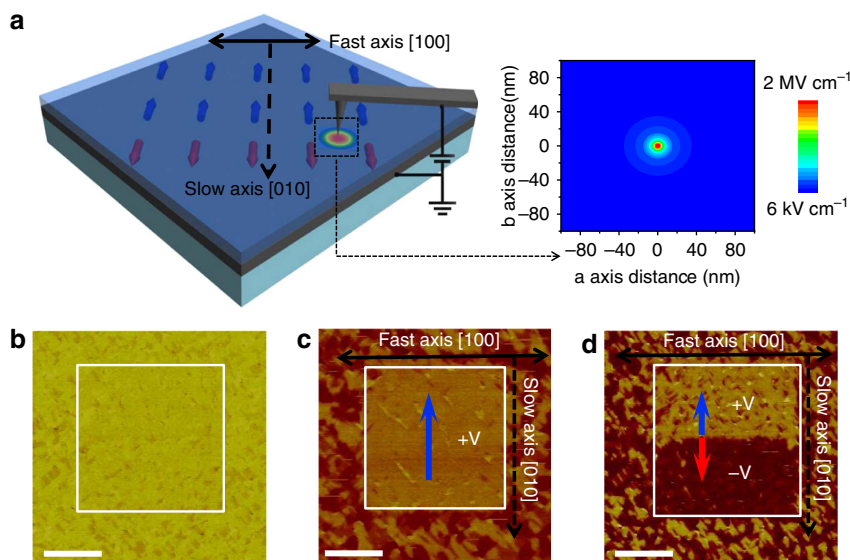 a
Fast axis [100]
Slow axis [010]
b axis distance(nm)
80
40
0
−40
−80
−80 −40 0 40 80
a axis distance (nm)
2 MV cm−1
6 kV cm−1
b
c
Fast axis [100]
Slow axis [010]
+V
d
Fast axis [100]
Slow axis [010]
+V
−V